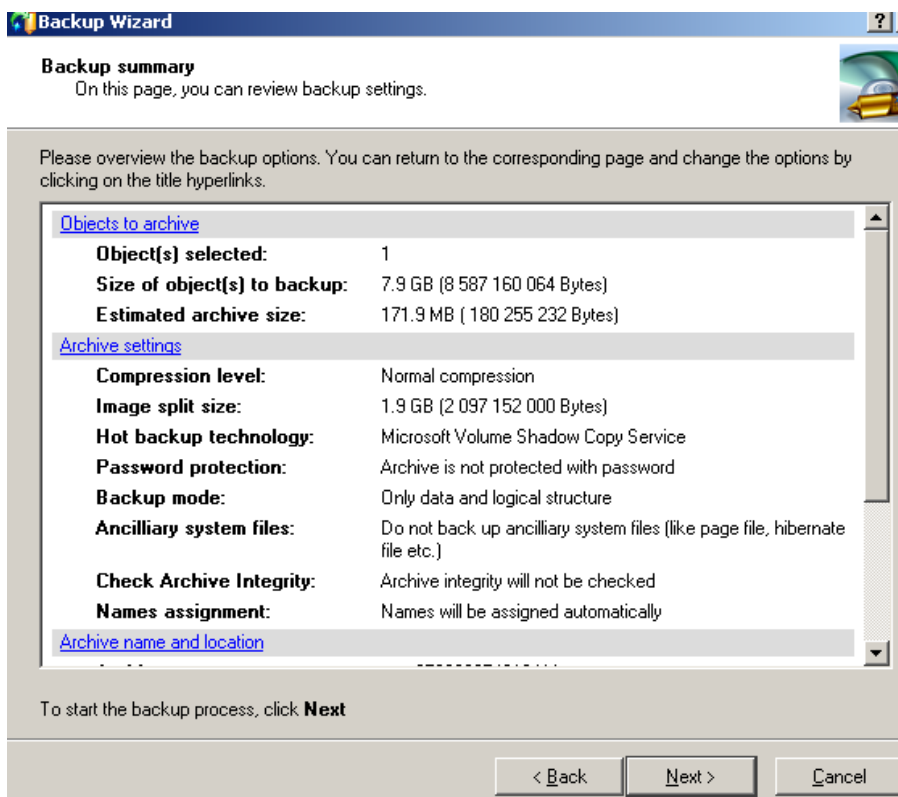 Backup Wizard
?
Backup summary
On this page, you can review backup settings.
Please overview the backup options. You can return to the corresponding page and change the options by
clicking on the title hyperlinks.
Objects to archive
Object(s) selected: 1
Size of object(s) to backup: 7.9 GB (8 587 160 064 Bytes)
Estimated archive size: 171.9 MB ( 180 255 232 Bytes)
Archive settings
Compression level: Normal compression
Image split size: 1.9 GB (2 097 152 000 Bytes)
Hot backup technology: Microsoft Volume Shadow Copy Service
Password protection: Archive is not protected with password
Backup mode: Only data and logical structure
Ancilliary system files: Do not back up ancilliary system files (like page file, hibernate
file etc.)
Check Archive Integrity: Archive integrity will not be checked
Names assignment: Names will be assigned automatically
Archive name and location
To start the backup process, click Next
< Back Next > Cancel